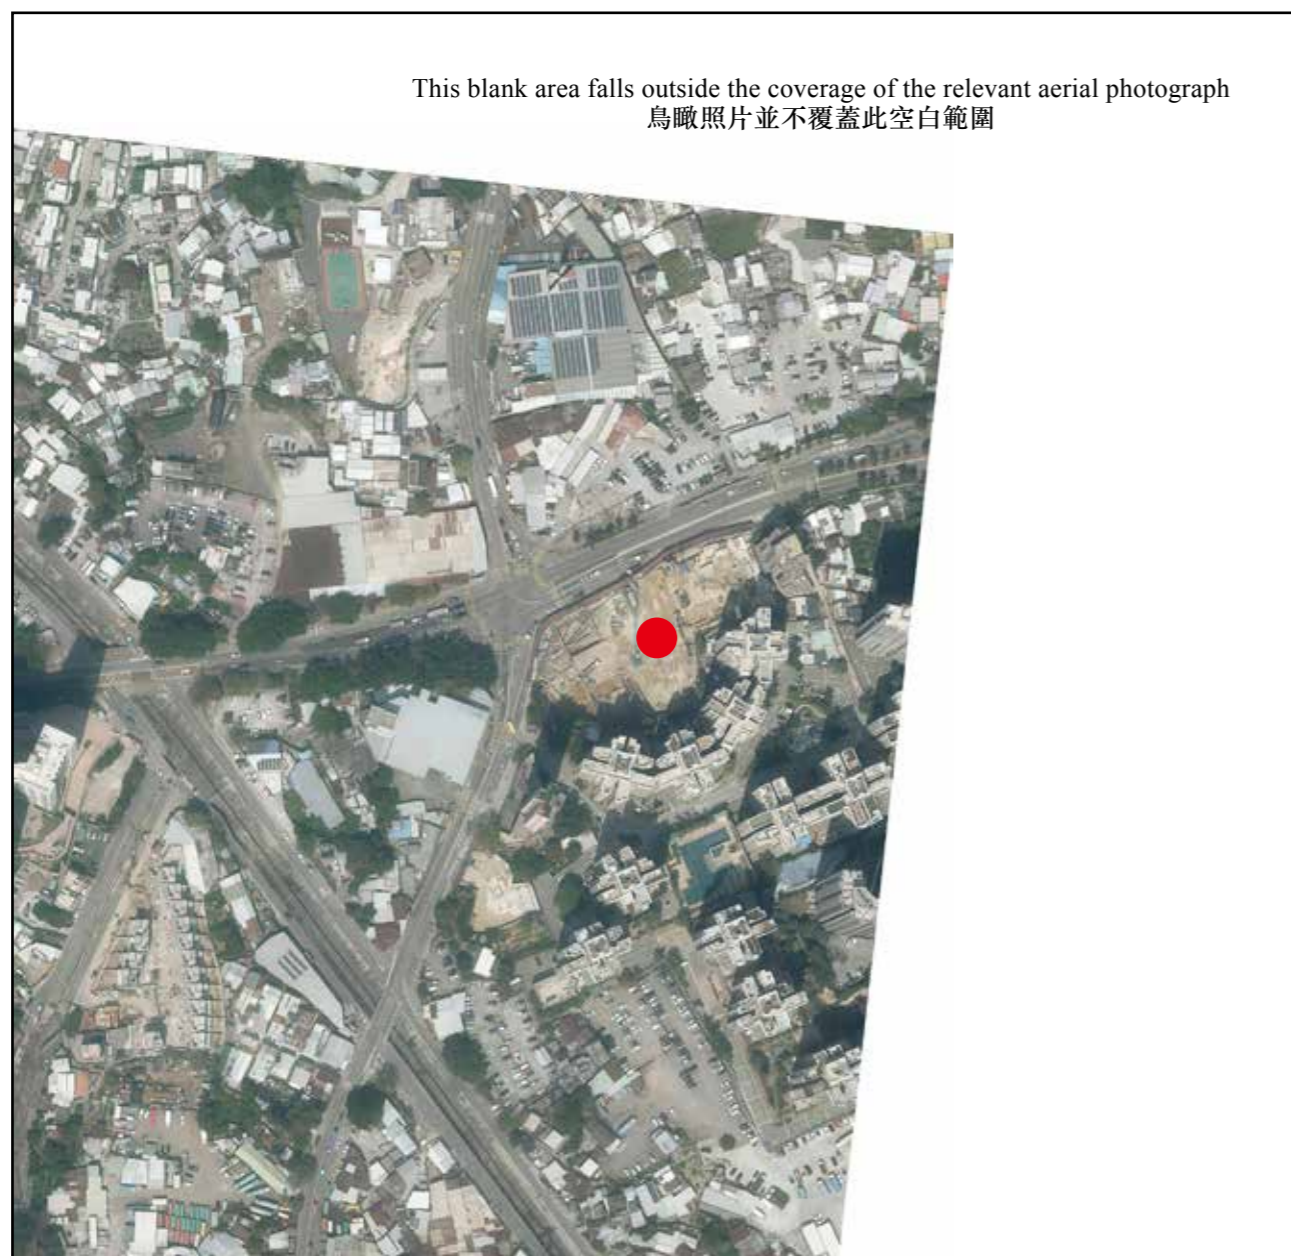 This blank area falls outside the coverage of the relevant aerial photograph
鳥瞰照片並不覆蓋此空白範圍